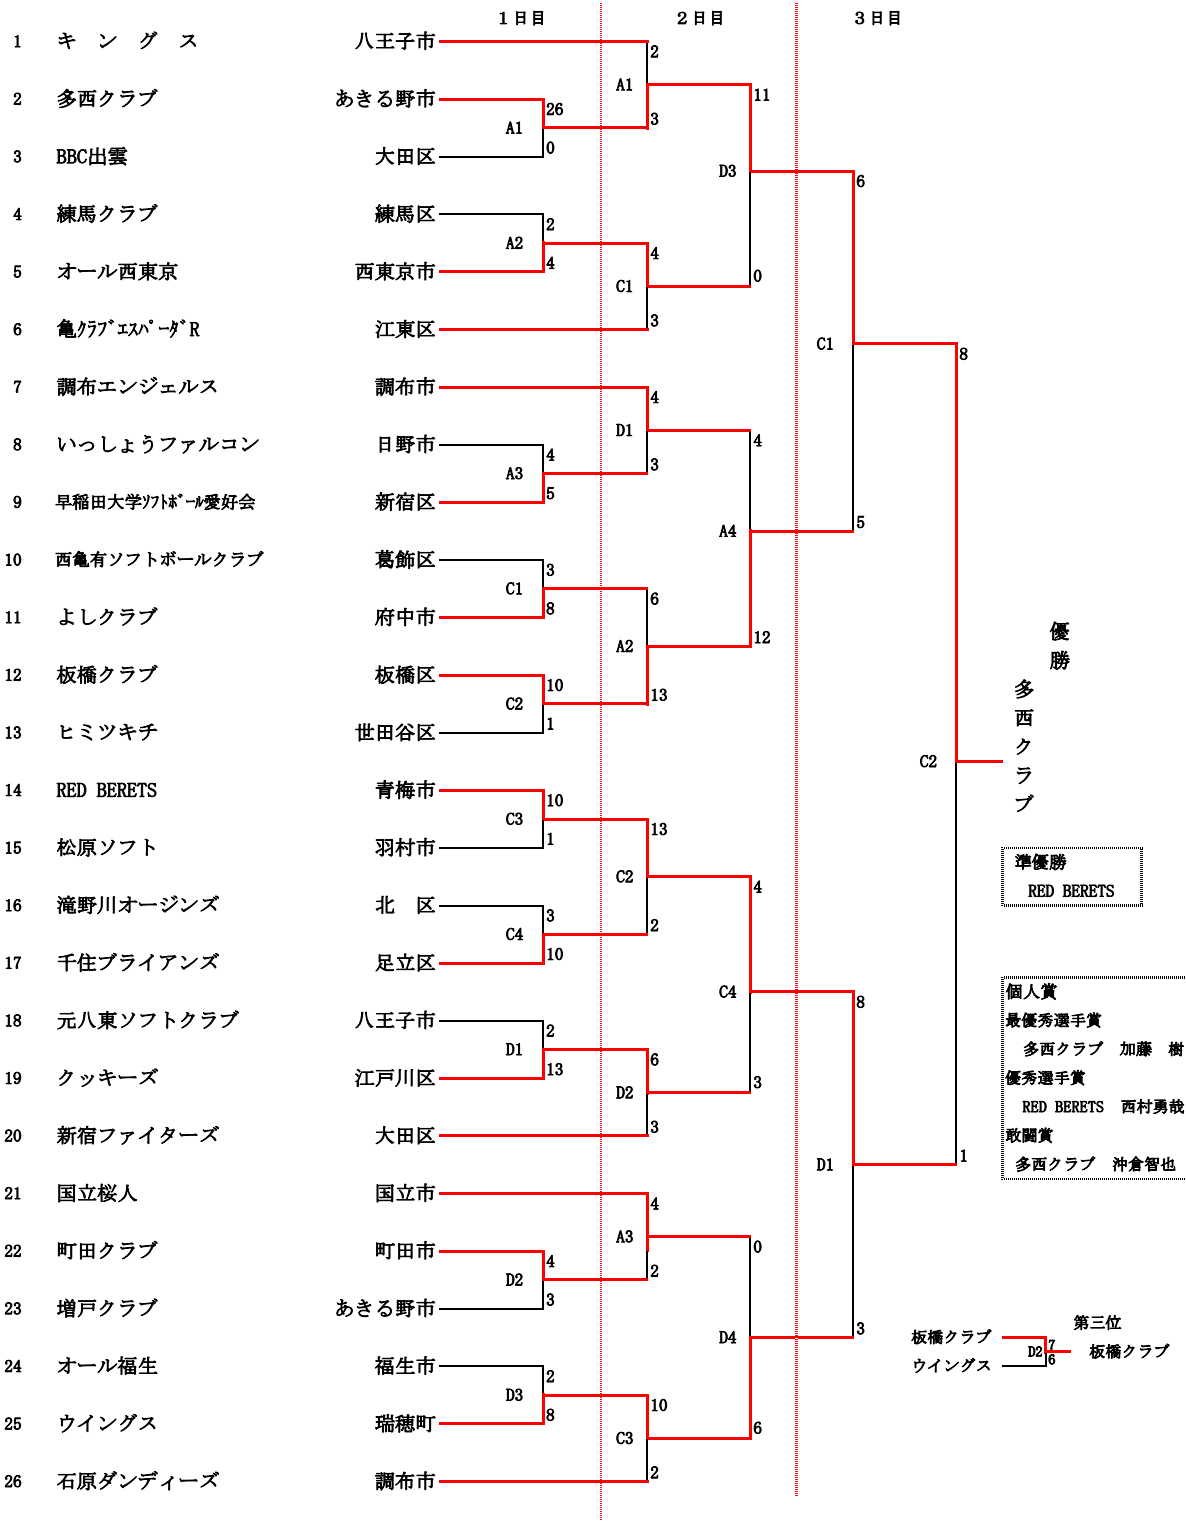 1日目 2日目 3日目
1 キングス 八王子市
2 多西クラブ あきる野市
3 BBC出雲 大田区
4 練馬クラブ 練馬区
5 オール西東京 西東京市
6 亀ｸﾗﾌﾞｴｽﾊﾟｰﾀﾞR 江東区
7 調布エンジェルス 調布市
8 いっしょうファルコン 日野市
9 早稲田大学ｿﾌﾄﾎﾞｰﾙ愛好会 新宿区
10 西亀有ソフトボールクラブ 葛飾区
11 よしクラブ 府中市
12 板橋クラブ 板橋区
13 ヒミツキチ 世田谷区
14 RED BERETS 青梅市
15 松原ソフト 羽村市
16 滝野川オージンズ 北 区
17 千住ブライアンズ 足立区
18 元八東ソフトクラブ 八王子市
19 クッキーズ 江戸川区
20 新宿ファイターズ 大田区
21 国立桜人 国立市
22 町田クラブ 町田市
23 増戸クラブ あきる野市
24 オール福生 福生市
25 ウイングス 瑞穂町
26 石原ダンディーズ 調布市
A1 26 0
A2 2 4
A3 4 5
C1 3 8
C2 10 1
C3 10 1
C4 3 10
D1 2 13
D2 4 3
D3 2 8
A1 2 3
C1 4 3
D1 4 3
A2 6 13
C2 13 2
D2 6 3
A3 4 2
C3 10 2
D3 11 0
A4 4 12
C4 4 3
D4 0 6
C1 6 5
D1 8 3
C2 8 1
優勝
多西クラブ
準優勝
RED BERETS
個人賞
最優秀選手賞
多西クラブ 加藤 樹
優秀選手賞
RED BERETS 西村勇哉
敢闘賞
多西クラブ 沖倉智也
第三位
板橋クラブ 7
D2 板橋クラブ
ウイングス 6